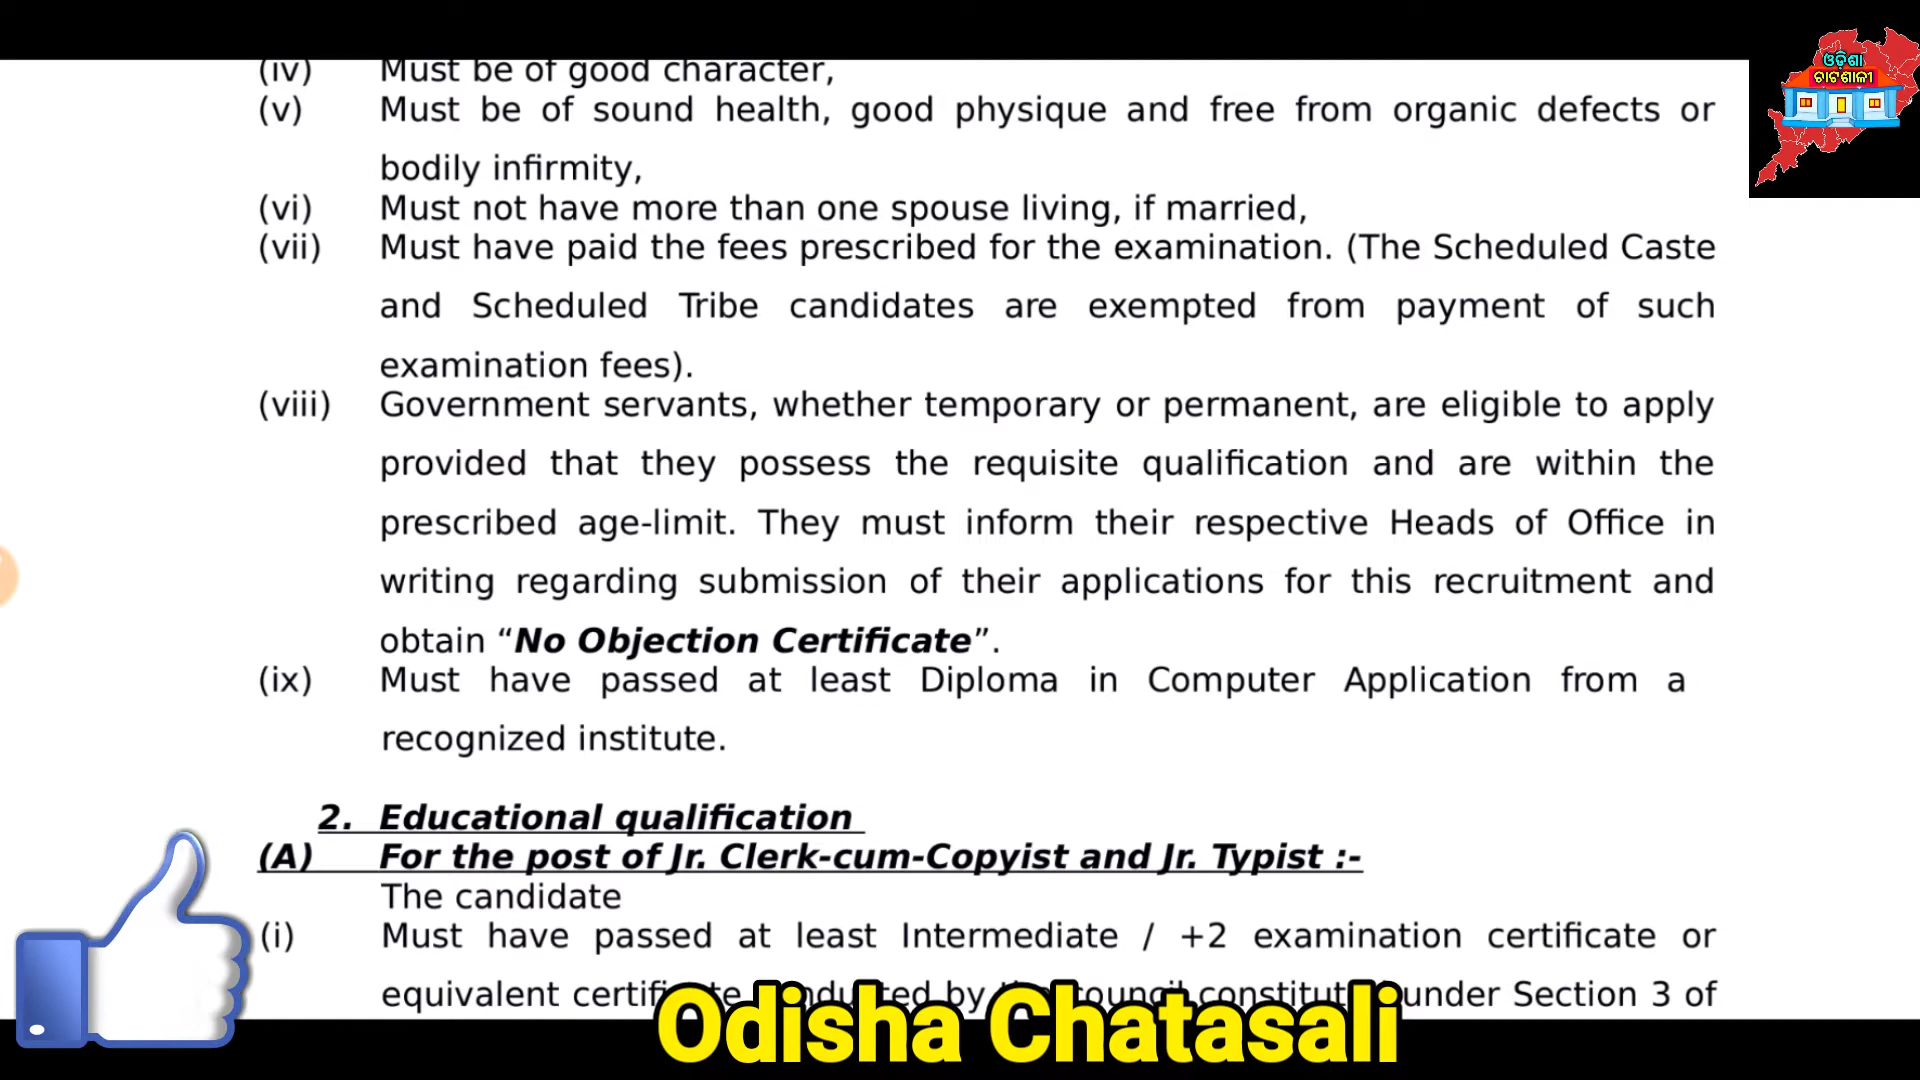 (iv) Must be of good character,
(v) Must be of sound health, good physique and free from organic defects or
bodily infirmity,
(vi) Must not have more than one spouse living, if married,
(vii) Must have paid the fees prescribed for the examination. (The Scheduled Caste
and Scheduled Tribe candidates are exempted from payment of such
examination fees).
(viii) Government servants, whether temporary or permanent, are eligible to apply
provided that they possess the requisite qualification and are within the
prescribed age-limit. They must inform their respective Heads of Office in
writing regarding submission of their applications for this recruitment and
obtain “No Objection Certificate”.
(ix) Must have passed at least Diploma in Computer Application from a
recognized institute.
2. Educational qualification
(A) For the post of Jr. Clerk-cum-Copyist and Jr. Typist :-
The candidate
(i) Must have passed at least Intermediate / +2 examination certificate or
equivalent by under Section 3 of
Odisha Chatasali
ଓଡ଼ିଶା
ଚାଟଶାଳୀ